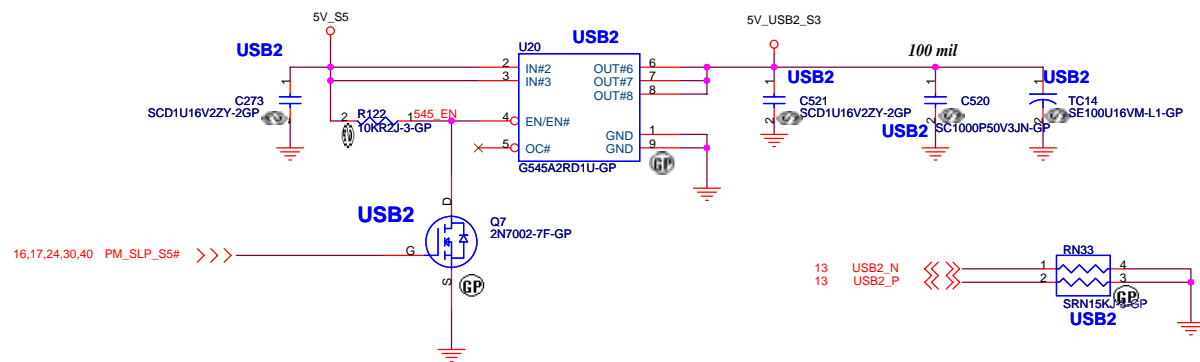 5V_S5
USB2
C273
SCD1U16V2ZY-2GP
1
2
R122
2
1
10KR2J-3-GP
545_EN
USB2
U20
2 IN#2
3 IN#3
4 EN/EN#
5 OC#
OUT#6 6
OUT#7 7
OUT#8 8
GND 1
GND 9
G545A2RD1U-GP
GP
5V_USB2_S3
100 mil
USB2
1
2
C521
SCD1U16V2ZY-2GP
1
2
C520
USB2
SC1000P50V3JN-GP
USB2
1
2
TC14
SE100U16VM-L1-GP
USB2
D
G
S
Q7
2N7002-7F-GP
GP
16,17,24,30,40 PM_SLP_S5#
13 USB2_N
13 USB2_P
RN33
1
2
4
3
GP
USB2